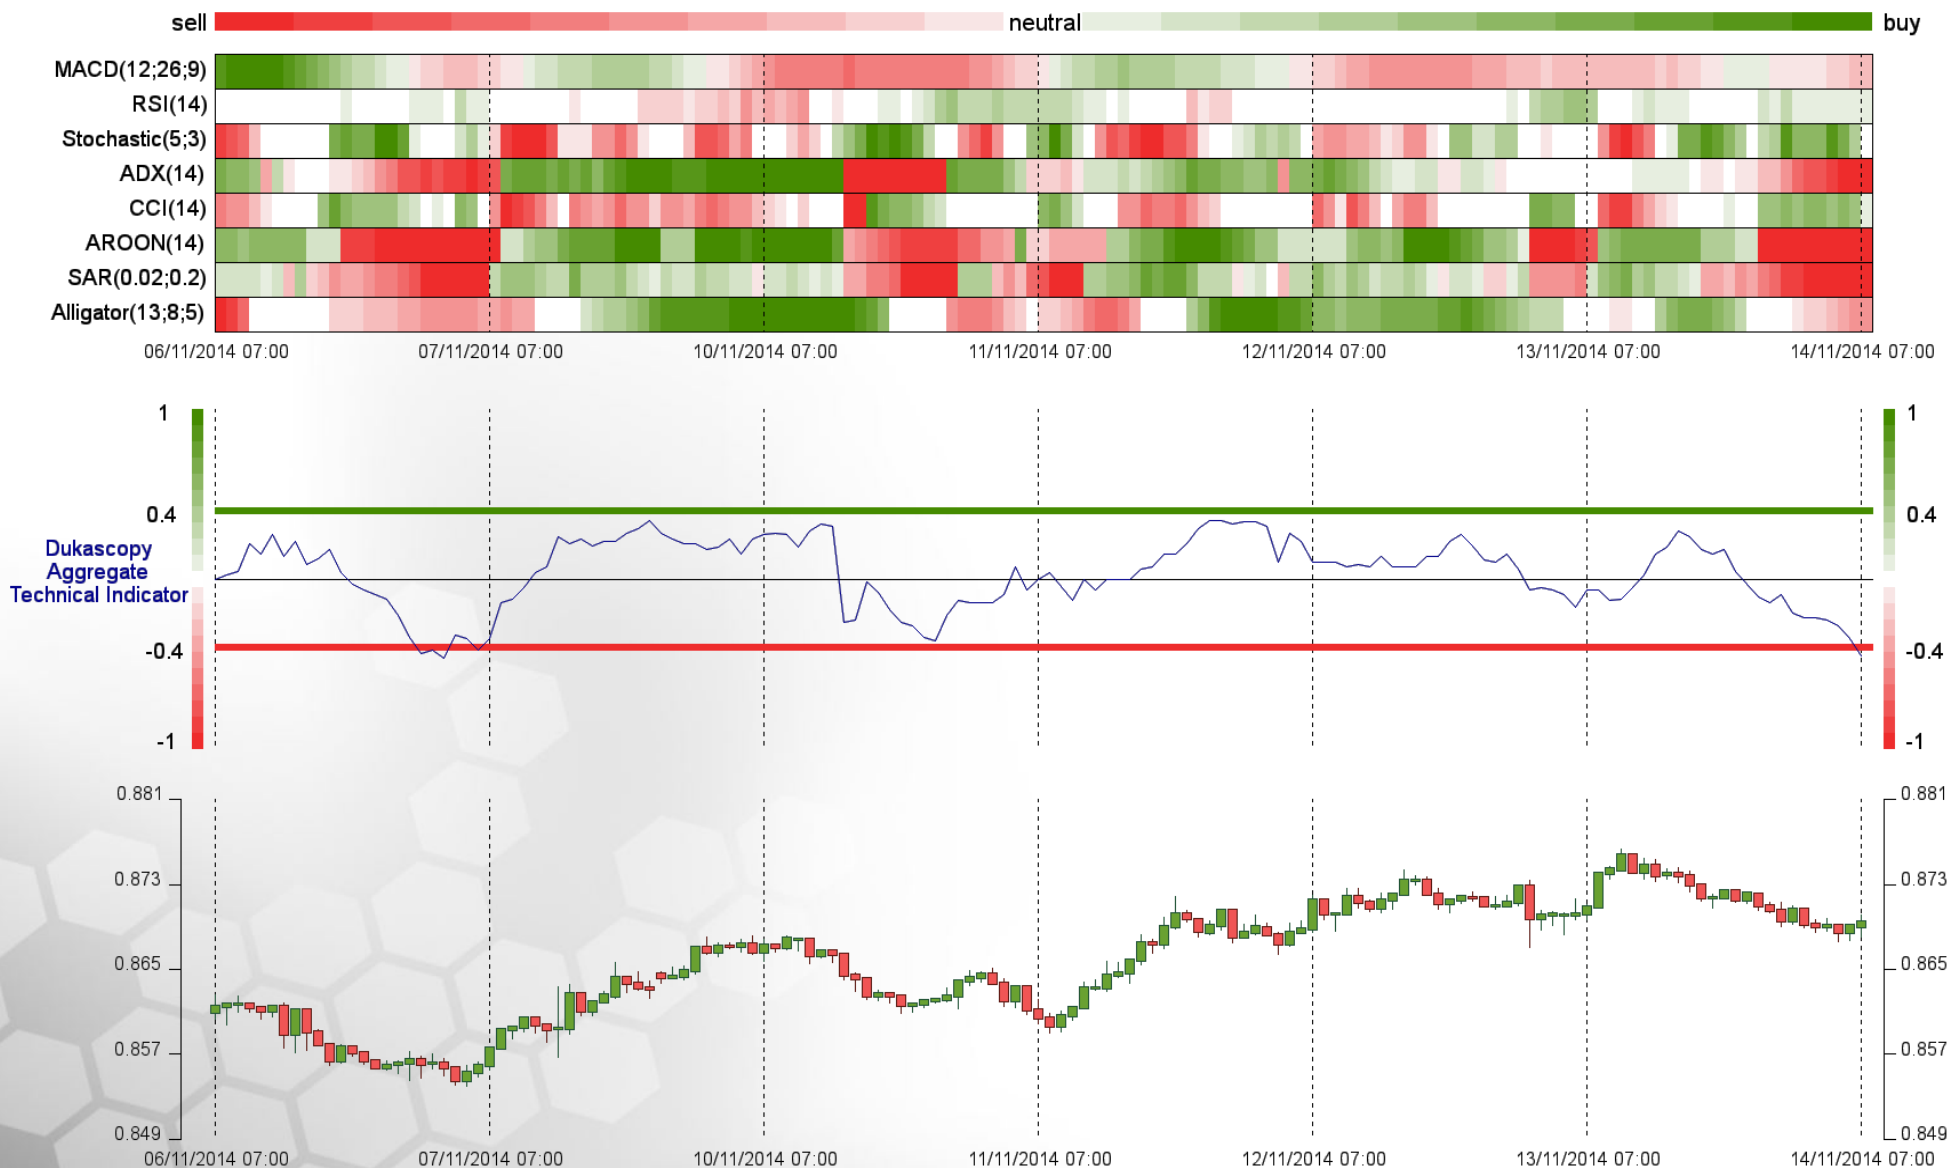 sell neutral buy
MACD(12;26;9)
RSI(14)
Stochastic(5;3)
ADX(14)
CCI(14)
AROON(14)
SAR(0.02;0.2)
Alligator(13;8;5)
06/11/2014 07:00 07/11/2014 07:00 10/11/2014 07:00 11/11/2014 07:00 12/11/2014 07:00 13/11/2014 07:00 14/11/2014 07:00
1 1
0.4 0.4
Dukascopy
Aggregate
Technical Indicator
-0.4 -0.4
-1 -1
0.881 0.881
0.873 0.873
0.865 0.865
0.857 0.857
0.849 0.849
06/11/2014 07:00 07/11/2014 07:00 10/11/2014 07:00 11/11/2014 07:00 12/11/2014 07:00 13/11/2014 07:00 14/11/2014 07:00